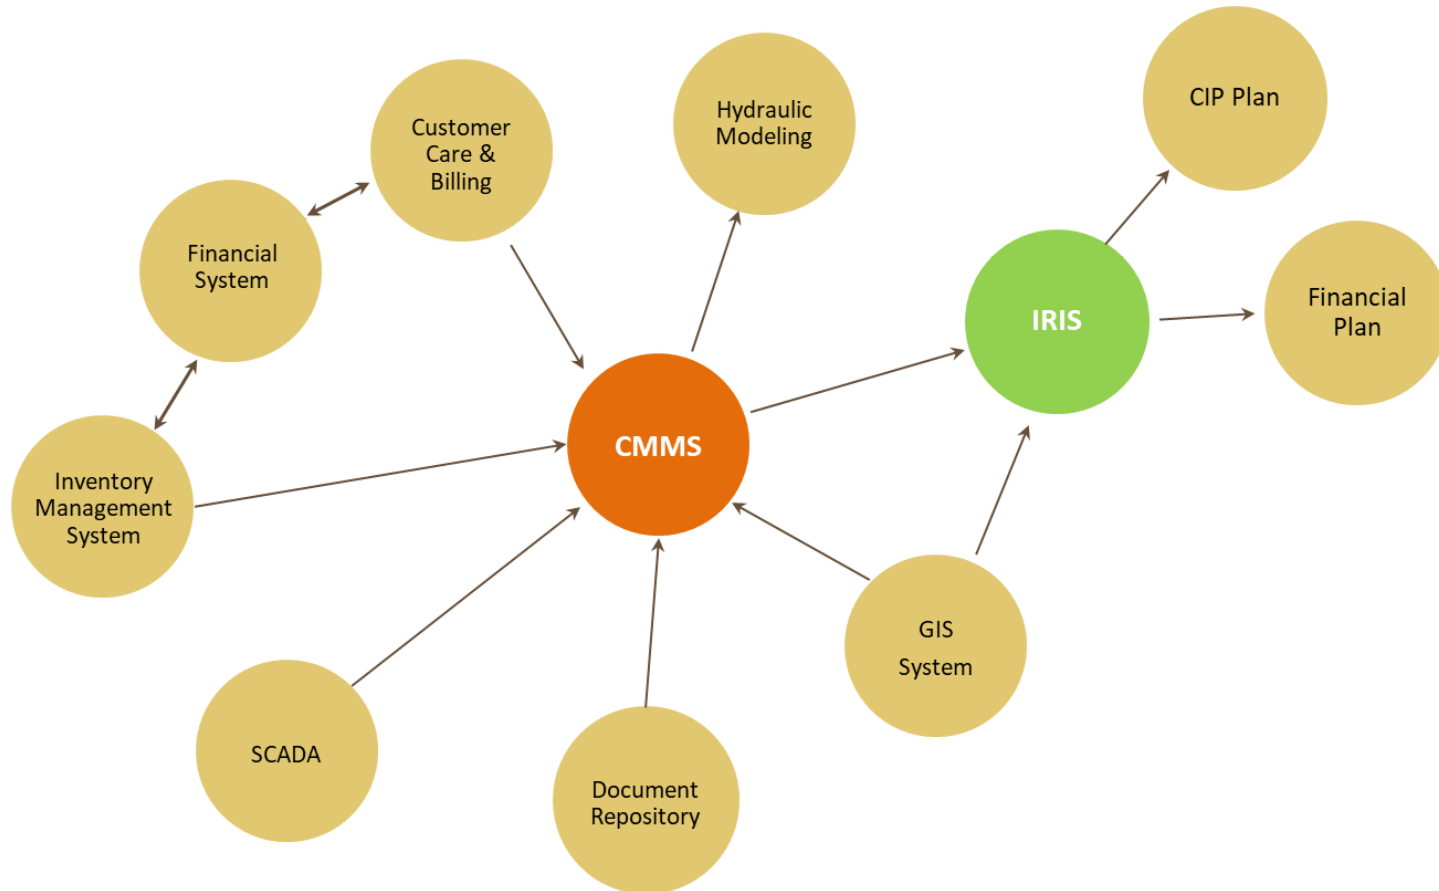 CIP Plan
Hydraulic
Modeling
Customer
Care &
Billing
Financial
System
Financial
Plan
IRIS
CMMS
Inventory
Management
System
GIS
System
SCADA
Document
Repository